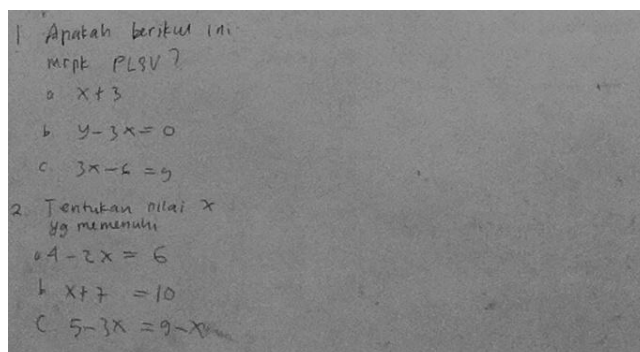 1 Apakah berikut ini
mrpk PLSV?
a x+3
b y-3x=0
c 3x-6=9
2. Tentukan nilai x
yg memenuhi
a 4-2x=6
b x+7=10
c 5-3x=9-x